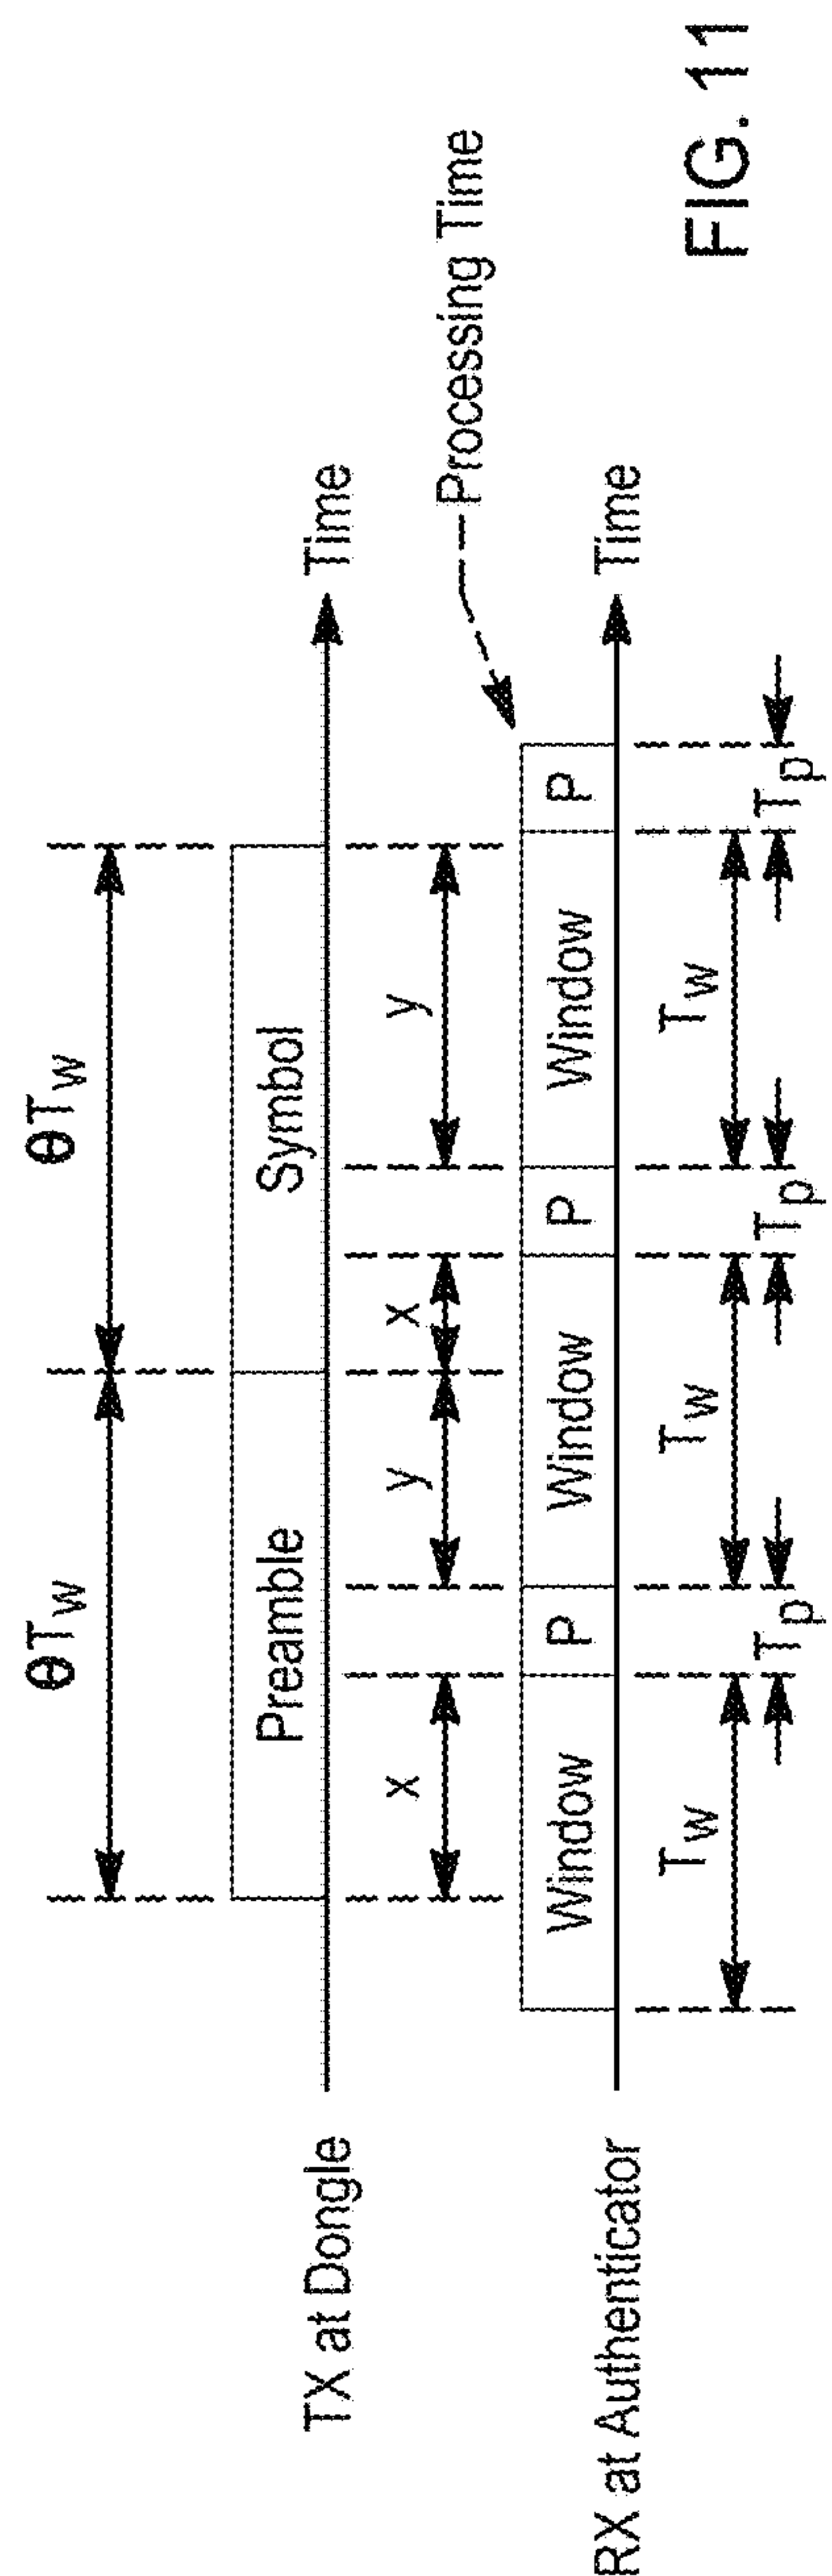 θTw θTw
Preamble Symbol
TX at Dongle Time
x y x y
Processing Time
Window P Window P Window P
RX at Authenticator Time
Tw Tw Tw
Tp Tp Tp
FIG. 11